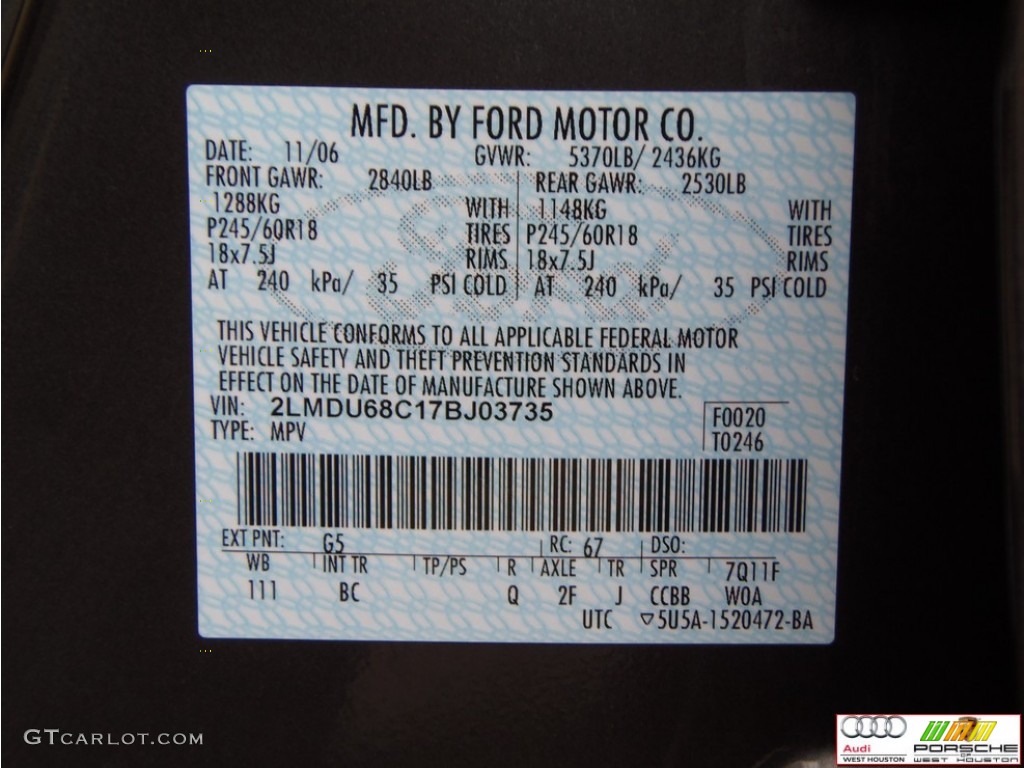 MFD. BY FORD MOTOR CO.
DATE: 11/06 GVWR: 5370LB/ 2436KG
FRONT GAWR: 2840LB REAR GAWR: 2530LB
1288KG WITH 1148KG WITH
P245/60R18 TIRES P245/60R18 TIRES
18x7.5J RIMS 18x7.5J RIMS
AT 240 kPa/ 35 PSI COLD AT 240 kPa/ 35 PSI COLD
THIS VEHICLE CONFORMS TO ALL APPLICABLE FEDERAL MOTOR
VEHICLE SAFETY AND THEFT PREVENTION STANDARDS IN
EFFECT ON THE DATE OF MANUFACTURE SHOWN ABOVE.
VIN: 2LMDU68C17BJ03735 F0020
TYPE: MPV T0246
EXT PNT: G5 RC: 67 DSO:
WB INT TR TP/PS R AXLE TR SPR 7Q11F
111 BC Q 2F J CCBB W0A
UTC ▽5U5A-1520472-BA
GTCARLOT.COM
Audi PORSCHE
WEST HOUSTON OF WEST HOUSTON